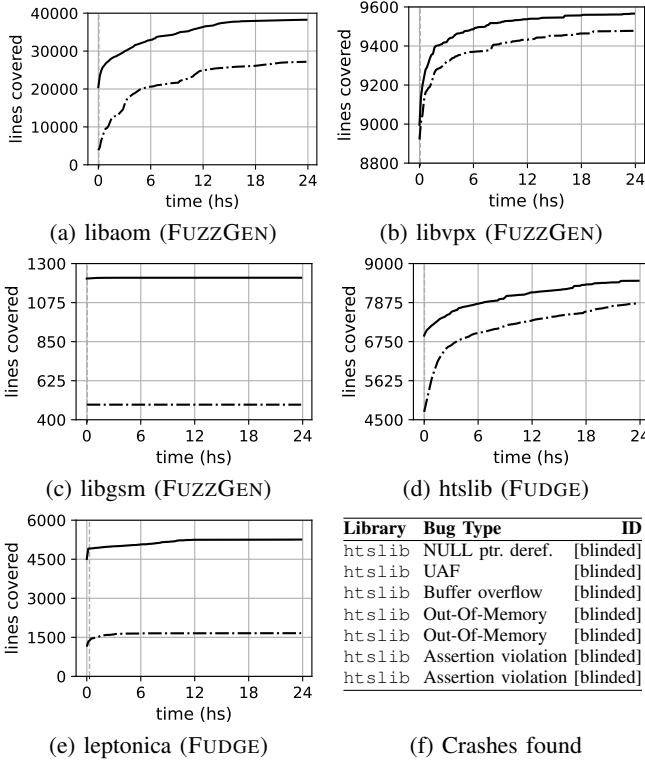 40000
30000
20000
10000
0
lines covered
0 6 12 18 24
time (hs)
(a) libaom (FUZZGEN)
9600
9400
9200
9000
8800
lines covered
0 6 12 18 24
time (hs)
(b) libvpx (FUZZGEN)
1300
1075
850
625
400
lines covered
0 6 12 18 24
time (hs)
(c) libgsm (FUZZGEN)
9000
7875
6750
5625
4500
lines covered
0 6 12 18 24
time (hs)
(d) htslib (FUDGE)
6000
4500
3000
1500
0
lines covered
0 6 12 18 24
time (hs)
(e) leptonica (FUDGE)
Library Bug Type ID
htslib NULL ptr. deref. [blinded]
htslib UAF [blinded]
htslib Buffer overflow [blinded]
htslib Out-Of-Memory [blinded]
htslib Out-Of-Memory [blinded]
htslib Assertion violation [blinded]
htslib Assertion violation [blinded]
(f) Crashes found